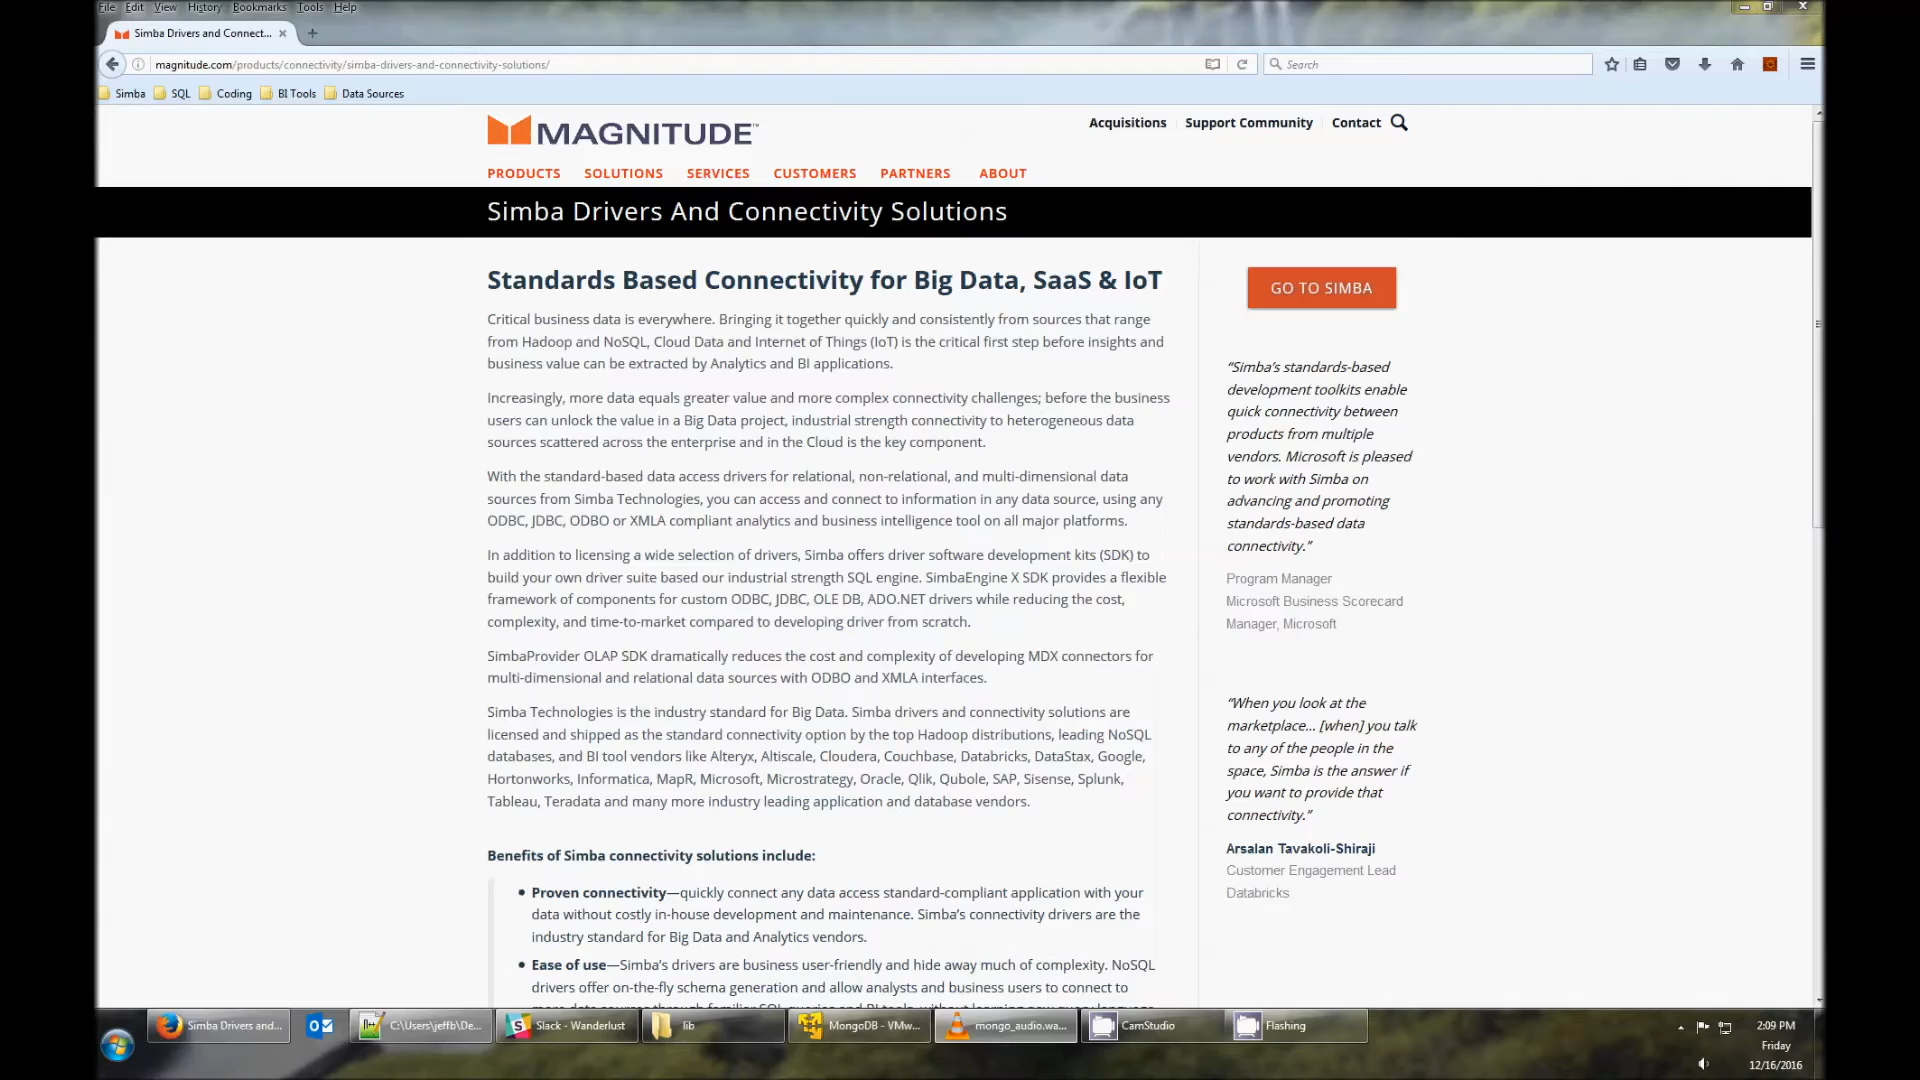 File Edit View History Bookmarks Tools Help
Simba Drivers and Connect...
magnitude.com/products/connectivity/simba-drivers-and-connectivity-solutions/
Search
Simba SQL Coding BI Tools Data Sources
MAGNITUDE™
Acquisitions Support Community Contact
PRODUCTS SOLUTIONS SERVICES CUSTOMERS PARTNERS ABOUT
Simba Drivers And Connectivity Solutions
Standards Based Connectivity for Big Data, SaaS & IoT
Critical business data is everywhere. Bringing it together quickly and consistently from sources that range
from Hadoop and NoSQL, Cloud Data and Internet of Things (IoT) is the critical first step before insights and
business value can be extracted by Analytics and BI applications.
Increasingly, more data equals greater value and more complex connectivity challenges; before the business
users can unlock the value in a Big Data project, industrial strength connectivity to heterogeneous data
sources scattered across the enterprise and in the Cloud is the key component.
With the standard-based data access drivers for relational, non-relational, and multi-dimensional data
sources from Simba Technologies, you can access and connect to information in any data source, using any
ODBC, JDBC, ODBO or XMLA compliant analytics and business intelligence tool on all major platforms.
In addition to licensing a wide selection of drivers, Simba offers driver software development kits (SDK) to
build your own driver suite based our industrial strength SQL engine. SimbaEngine X SDK provides a flexible
framework of components for custom ODBC, JDBC, OLE DB, ADO.NET drivers while reducing the cost,
complexity, and time-to-market compared to developing driver from scratch.
SimbaProvider OLAP SDK dramatically reduces the cost and complexity of developing MDX connectors for
multi-dimensional and relational data sources with ODBO and XMLA interfaces.
Simba Technologies is the industry standard for Big Data. Simba drivers and connectivity solutions are
licensed and shipped as the standard connectivity option by the top Hadoop distributions, leading NoSQL
databases, and BI tool vendors like Alteryx, Altiscale, Cloudera, Couchbase, Databricks, DataStax, Google,
Hortonworks, Informatica, MapR, Microsoft, Microstrategy, Oracle, Qlik, Qubole, SAP, Sisense, Splunk,
Tableau, Teradata and many more industry leading application and database vendors.
Benefits of Simba connectivity solutions include:
• Proven connectivity—quickly connect any data access standard-compliant application with your
data without costly in-house development and maintenance. Simba's connectivity drivers are the
industry standard for Big Data and Analytics vendors.
• Ease of use—Simba's drivers are business user-friendly and hide away much of complexity. NoSQL
drivers offer on-the-fly schema generation and allow analysts and business users to connect to
more data sources through familiar SQL queries and BI tools, without learning new query language
GO TO SIMBA
“Simba's standards-based
development toolkits enable
quick connectivity between
products from multiple
vendors. Microsoft is pleased
to work with Simba on
advancing and promoting
standards-based data
connectivity.”
Program Manager
Microsoft Business Scorecard
Manager, Microsoft
“When you look at the
marketplace... [when] you talk
to any of the people in the
space, Simba is the answer if
you want to provide that
connectivity.”
Arsalan Tavakoli-Shiraji
Customer Engagement Lead
Databricks
Simba Drivers and... C:\Users\jeffb\De... Slack - Wanderlust lib MongoDB - VMw... mongo_audio.wa... CamStudio Flashing
2:09 PM
Friday
12/16/2016